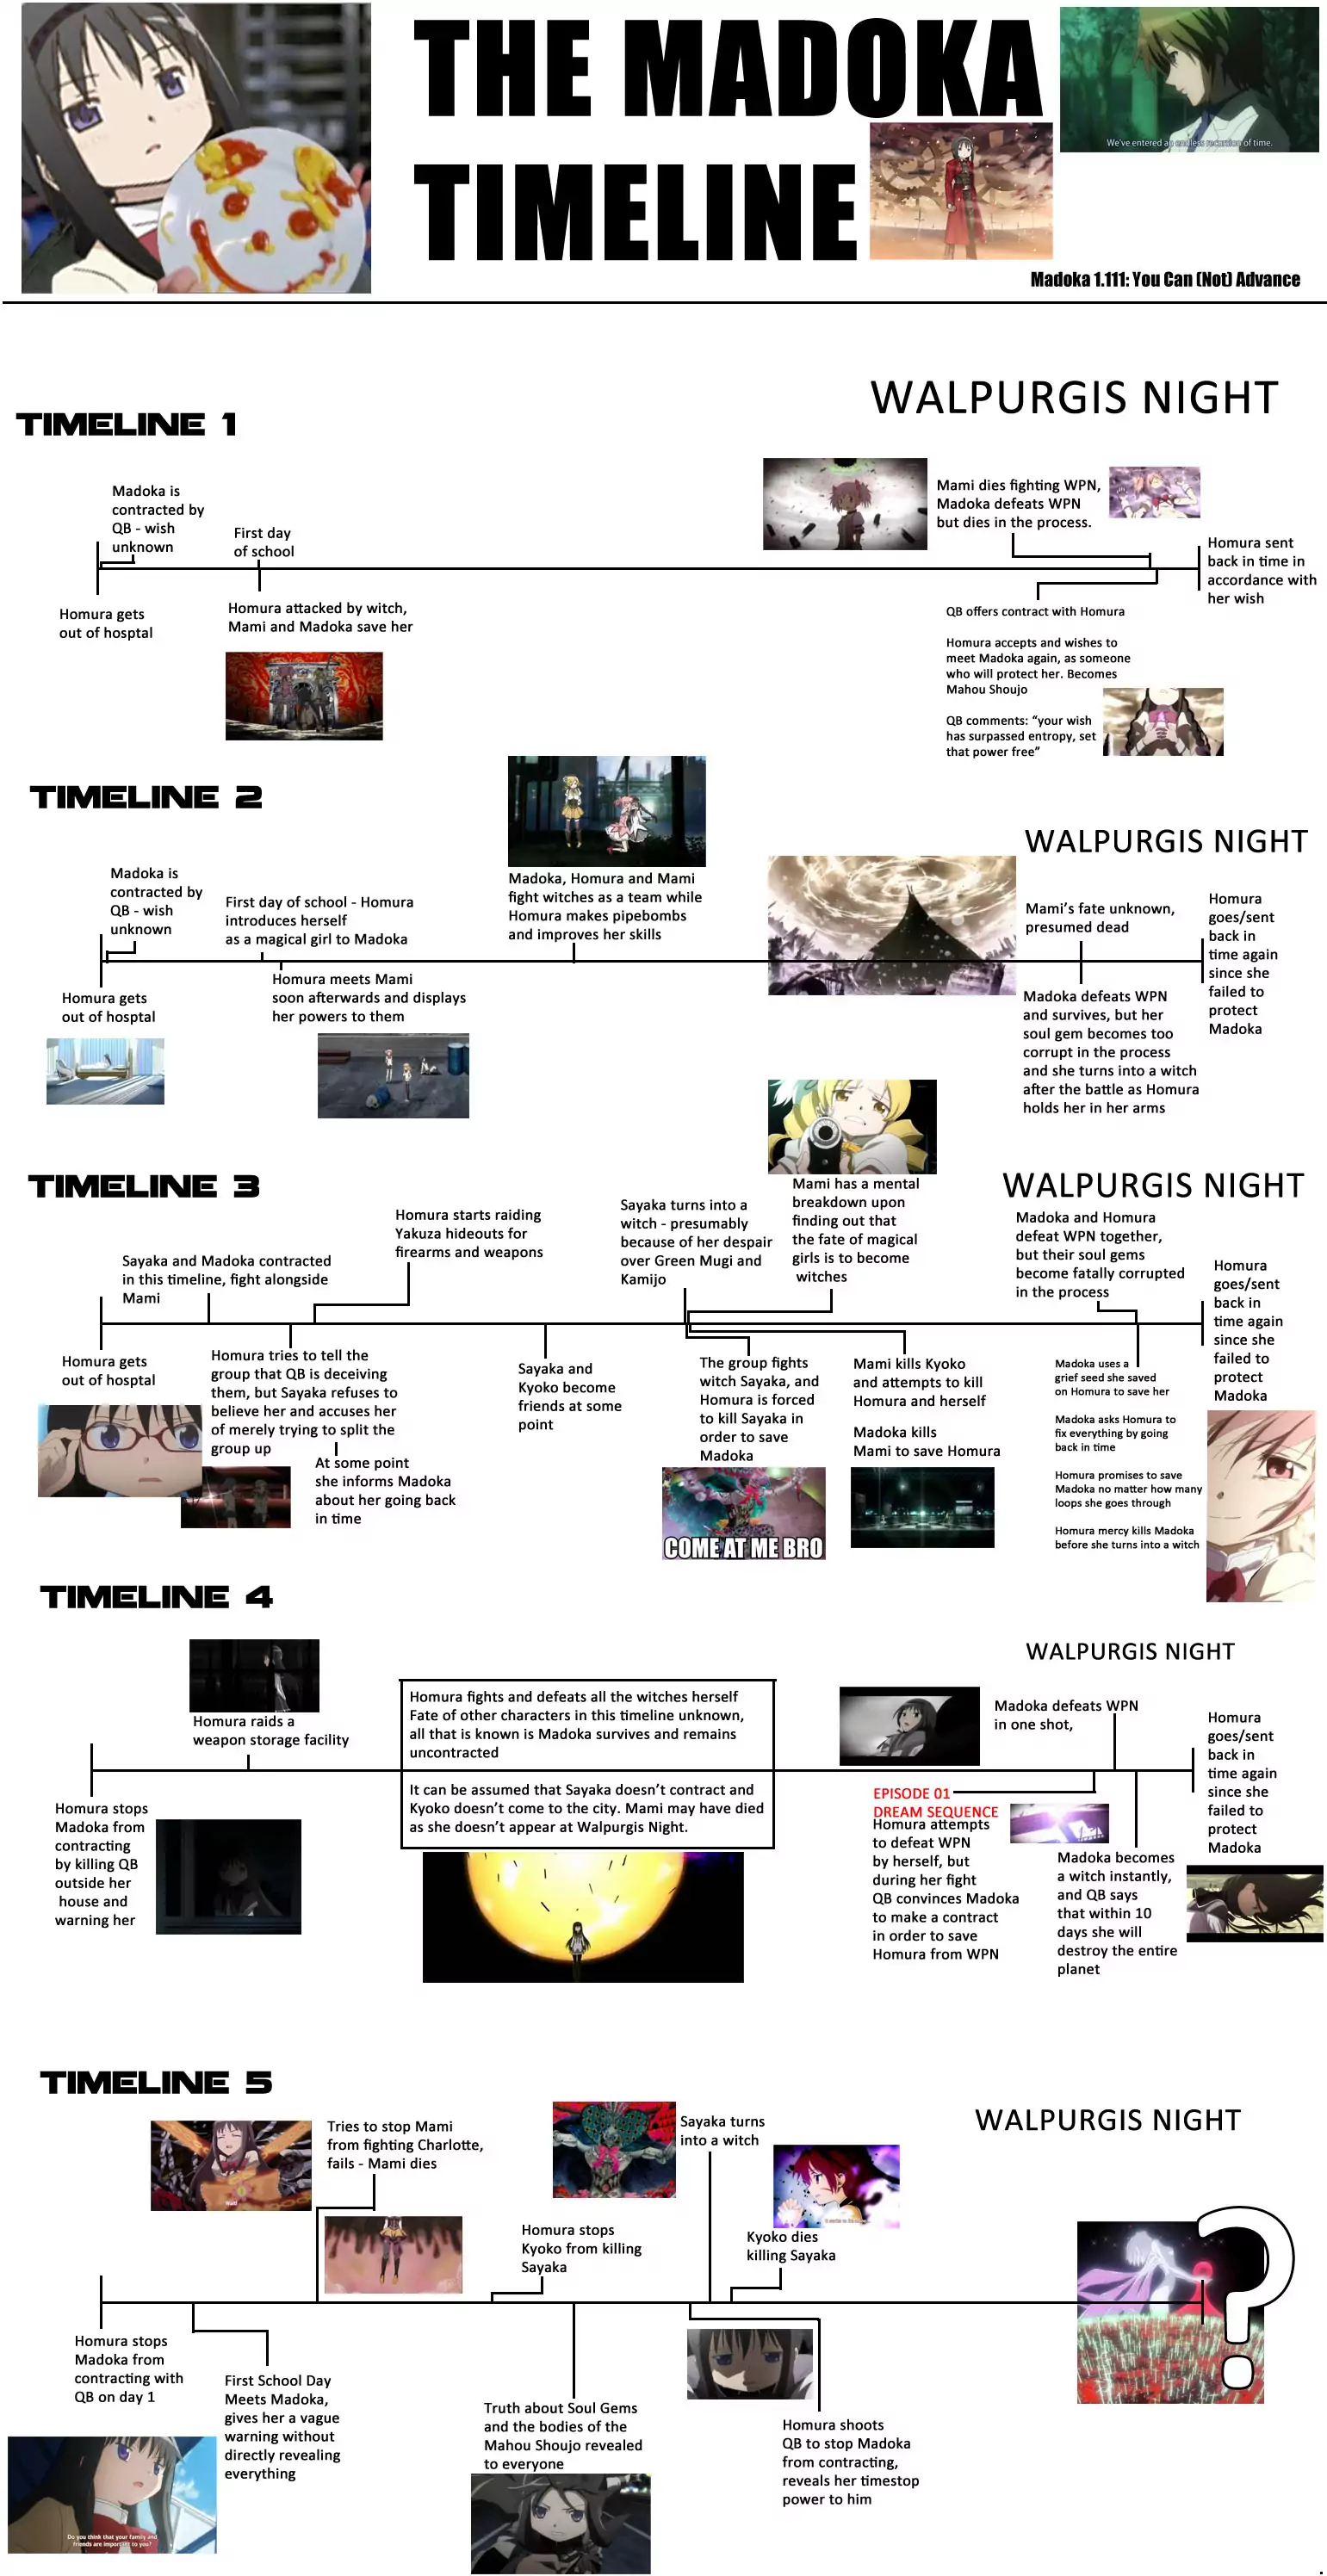 THE MADOKA
TIMELINE
We've entered an endless recursion of time.
Madoka 1.111: You Can (Not) Advance
WALPURGIS NIGHT
TIMELINE 1
Madoka is
contracted by
QB - wish
unknown
First day
of school
Mami dies fighting WPN,
Madoka defeats WPN
but dies in the process.
Homura sent
back in time in
accordance with
her wish
Homura gets
out of hosptal
Homura attacked by witch,
Mami and Madoka save her
QB offers contract with Homura
Homura accepts and wishes to
meet Madoka again, as someone
who will protect her. Becomes
Mahou Shoujo
QB comments: “your wish
has surpassed entropy, set
that power free”
TIMELINE 2
WALPURGIS NIGHT
Madoka is
contracted by
QB - wish
unknown
First day of school - Homura
introduces herself
as a magical girl to Madoka
Madoka, Homura and Mami
fight witches as a team while
Homura makes pipebombs
and improves her skills
Mami’s fate unknown,
presumed dead
Homura
goes/sent
back in
time again
since she
failed to
protect
Madoka
Homura gets
out of hosptal
Homura meets Mami
soon afterwards and displays
her powers to them
Madoka defeats WPN
and survives, but her
soul gem becomes too
corrupt in the process
and she turns into a witch
after the battle as Homura
holds her in her arms
TIMELINE 3
WALPURGIS NIGHT
Sayaka and Madoka contracted
in this timeline, fight alongside
Mami
Homura starts raiding
Yakuza hideouts for
firearms and weapons
Sayaka turns into a
witch - presumably
because of her despair
over Green Mugi and
Kamijo
Mami has a mental
breakdown upon
finding out that
the fate of magical
girls is to become
witches
Madoka and Homura
defeat WPN together,
but their soul gems
become fatally corrupted
in the process
Homura
goes/sent
back in
time again
since she
failed to
protect
Madoka
Homura gets
out of hosptal
Homura tries to tell the
group that QB is deceiving
them, but Sayaka refuses to
believe her and accuses her
of merely trying to split the
group up
At some point
she informs Madoka
about her going back
in time
Sayaka and
Kyoko become
friends at some
point
The group fights
witch Sayaka, and
Homura is forced
to kill Sayaka in
order to save
Madoka
COME AT ME BRO
Mami kills Kyoko
and attempts to kill
Homura and herself
Madoka kills
Mami to save Homura
Madoka uses a
grief seed she saved
on Homura to save her
Madoka asks Homura to
fix everything by going
back in time
Homura promises to save
Madoka no matter how many
loops she goes through
Homura mercy kills Madoka
before she turns into a witch
TIMELINE 4
WALPURGIS NIGHT
Homura raids a
weapon storage facility
Homura fights and defeats all the witches herself
Fate of other characters in this timeline unknown,
all that is known is Madoka survives and remains
uncontracted
It can be assumed that Sayaka doesn’t contract and
Kyoko doesn’t come to the city. Mami may have died
as she doesn’t appear at Walpurgis Night.
Madoka defeats WPN
in one shot,
Homura
goes/sent
back in
time again
since she
failed to
protect
Madoka
Homura stops
Madoka from
contracting
by killing QB
outside her
house and
warning her
EPISODE 01
DREAM SEQUENCE
Homura attempts
to defeat WPN
by herself, but
during her fight
QB convinces Madoka
to make a contract
in order to save
Homura from WPN
Madoka becomes
a witch instantly,
and QB says
that within 10
days she will
destroy the entire
planet
TIMELINE 5
WALPURGIS NIGHT
Tries to stop Mami
from fighting Charlotte,
fails - Mami dies
Wait!
Sayaka turns
into a witch
Homura stops
Kyoko from killing
Sayaka
Kyoko dies
killing Sayaka
?
Homura stops
Madoka from
contracting with
QB on day 1
First School Day
Meets Madoka,
gives her a vague
warning without
directly revealing
everything
Truth about Soul Gems
and the bodies of the
Mahou Shoujo revealed
to everyone
Homura shoots
QB to stop Madoka
from contracting,
reveals her timestop
power to him
Do you think that your family and
friends are important to you?